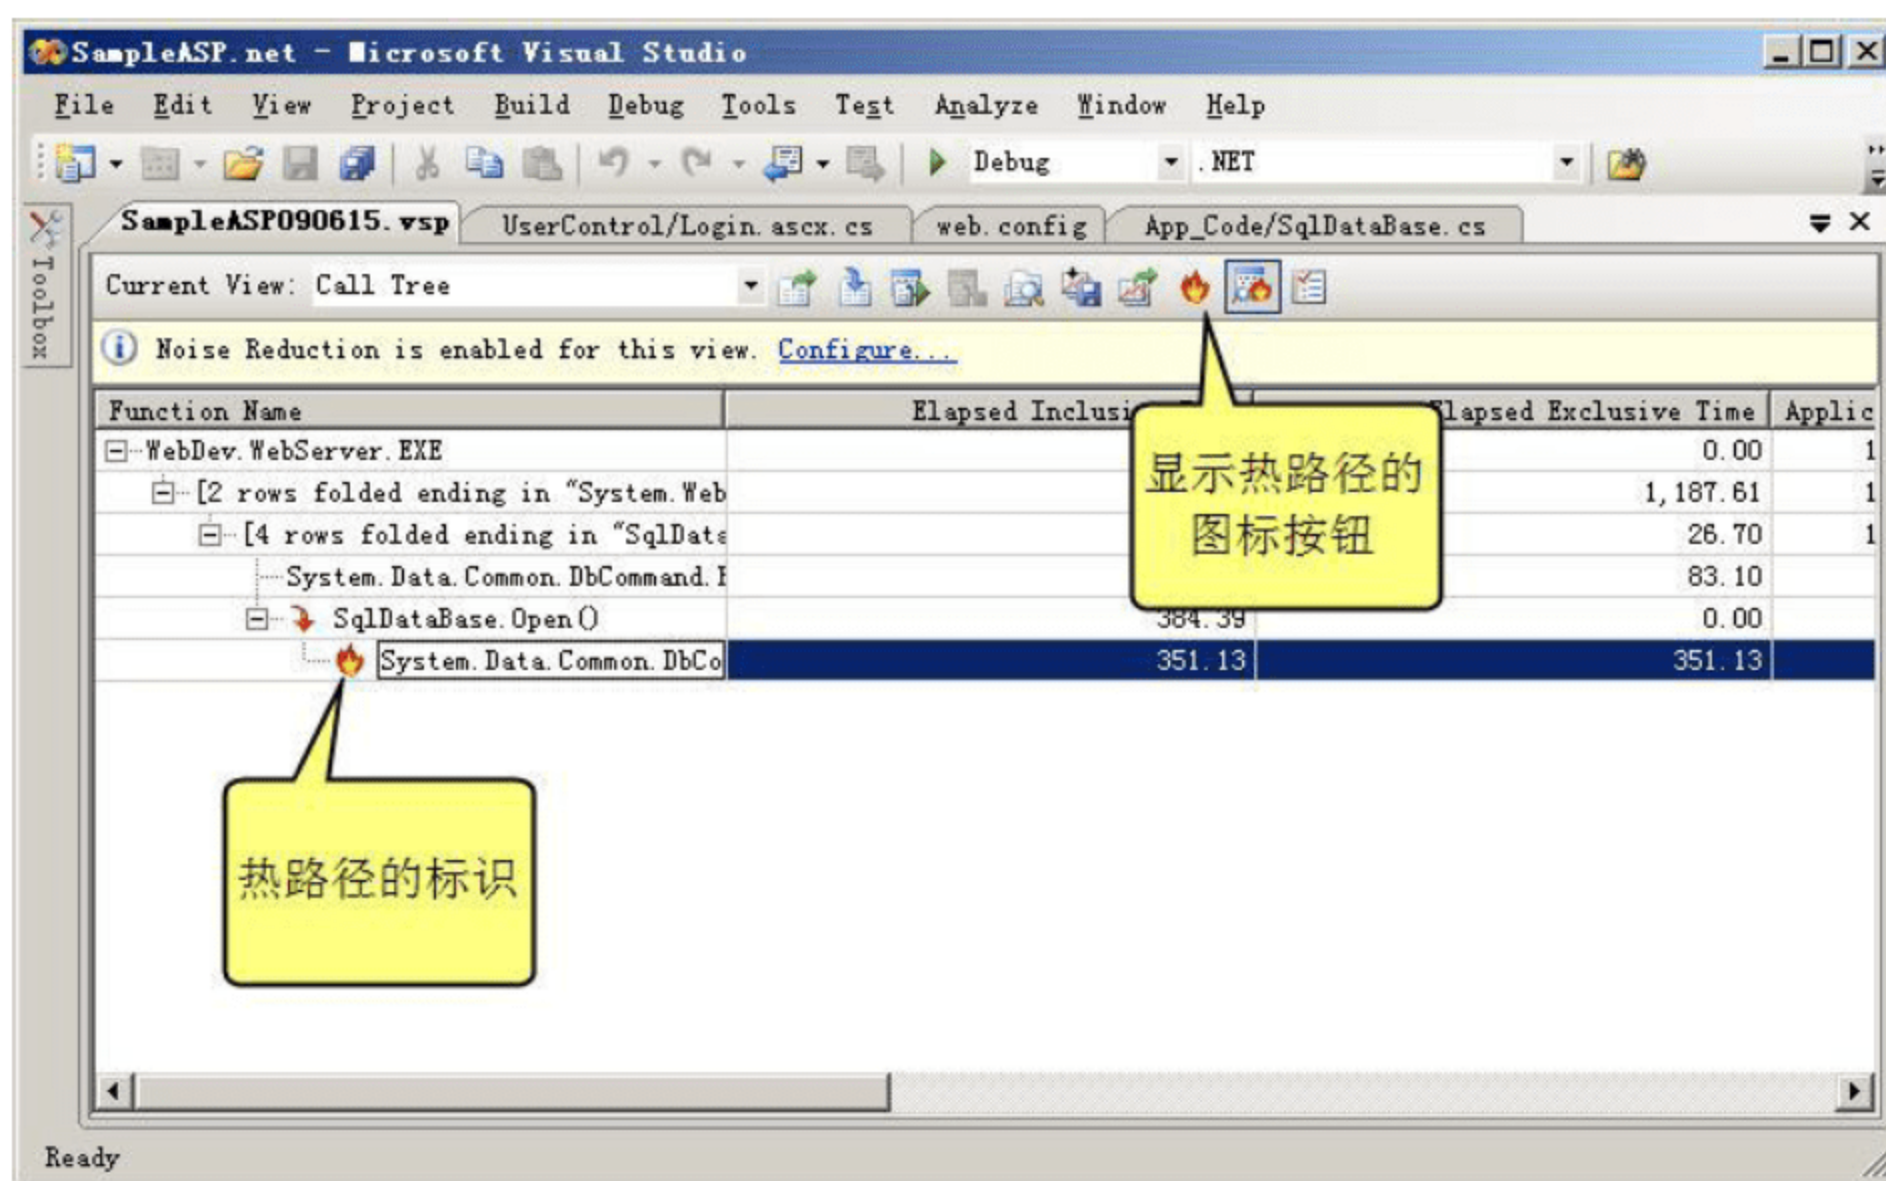 SampleASP.net - Microsoft Visual Studio
File Edit View Project Build Debug Tools Test Analyze Window Help
Debug .NET
Toolbox
SampleASP090615.vsp UserControl/Login.ascx.cs web.config App_Code/SqlDataBase.cs
Current View: Call Tree
Noise Reduction is enabled for this view. Configure...
Function Name Elapsed Inclusi Elapsed Exclusive Time Applic
WebDev.WebServer.EXE 0.00 1
[2 rows folded ending in "System.Web 1,187.61 1
[4 rows folded ending in "SqlData 26.70 1
System.Data.Common.DbCommand. 83.10
SqlDataBase.Open() 384.39 0.00
System.Data.Common.DbCo 351.13 351.13
显示热路径的
图标按钮
热路径的标识
Ready